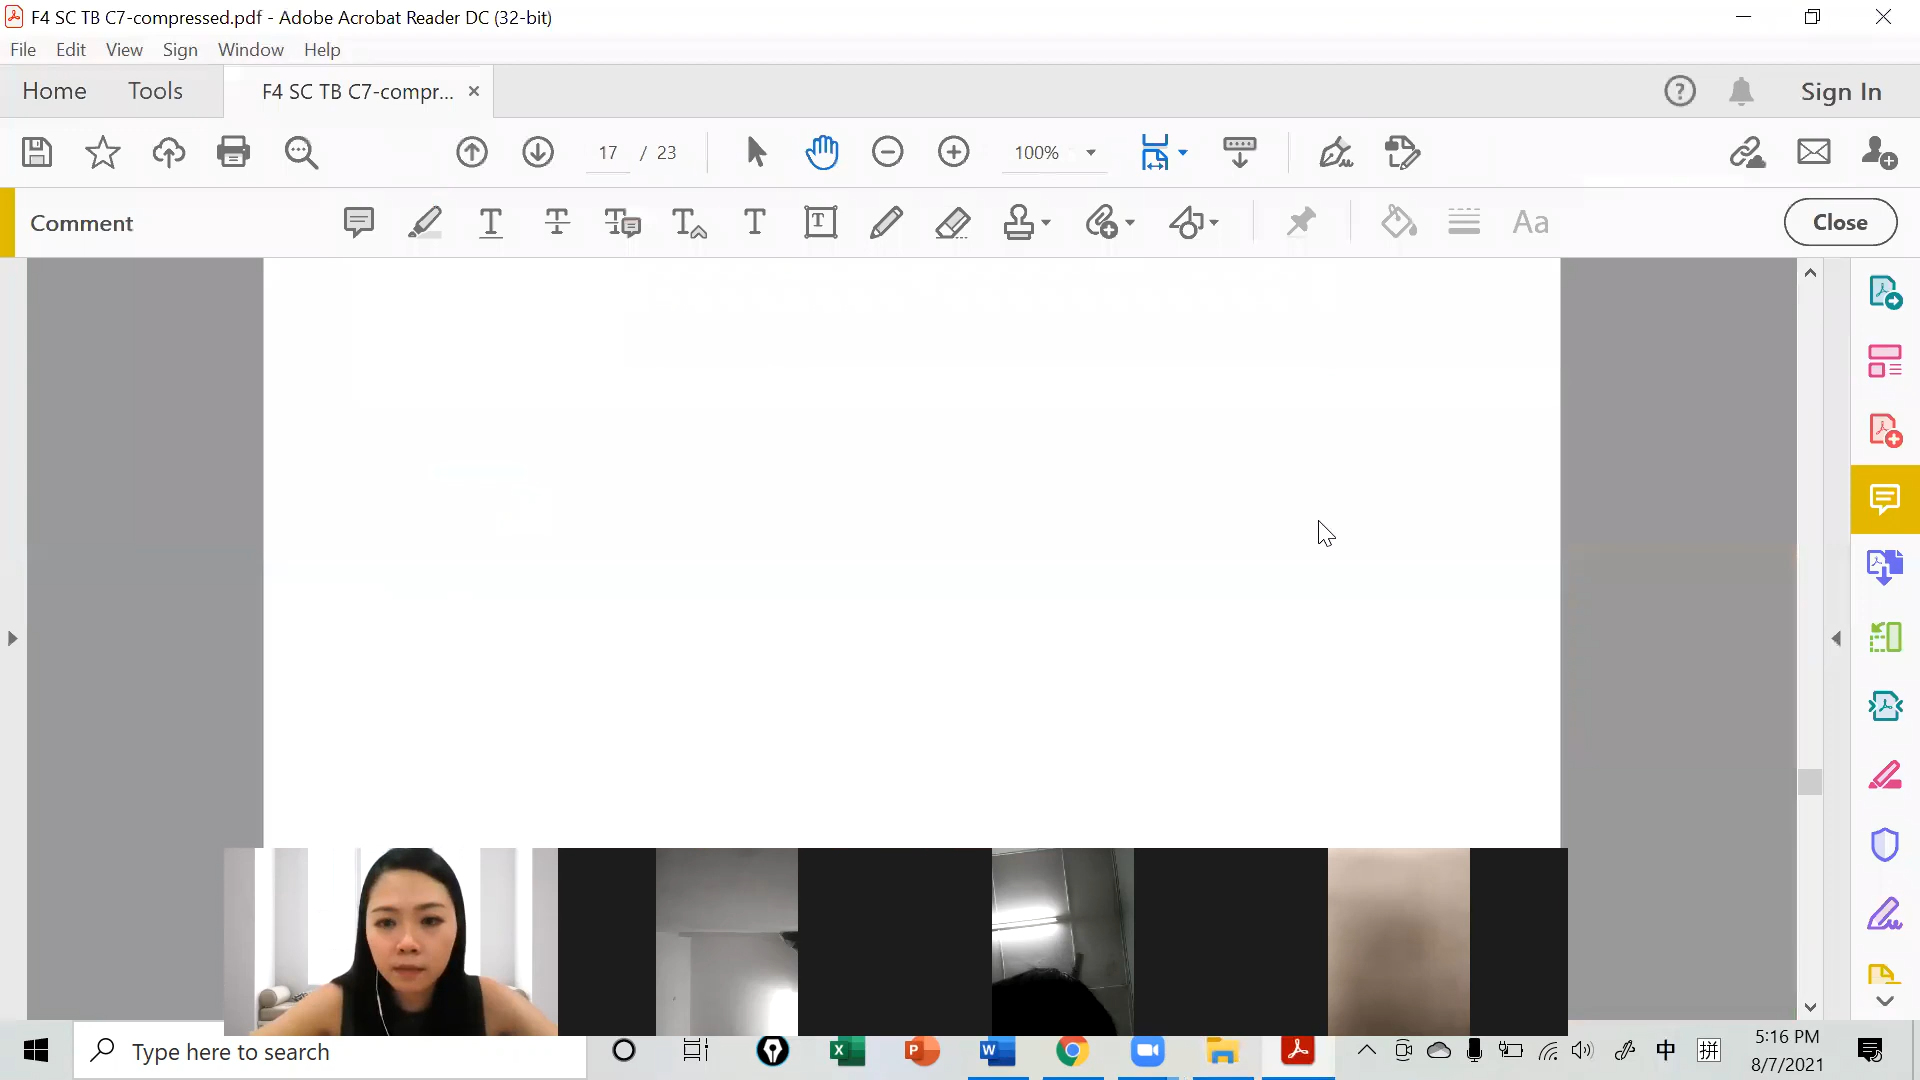 F4 SC TB C7-compressed.pdf - Adobe Acrobat Reader DC (32-bit)
File Edit View Sign Window Help
Home Tools F4 SC TB C7-compr... × Sign In
17 / 23 100%
Comment Aa Close
Type here to search
中 拼
5:16 PM
8/7/2021